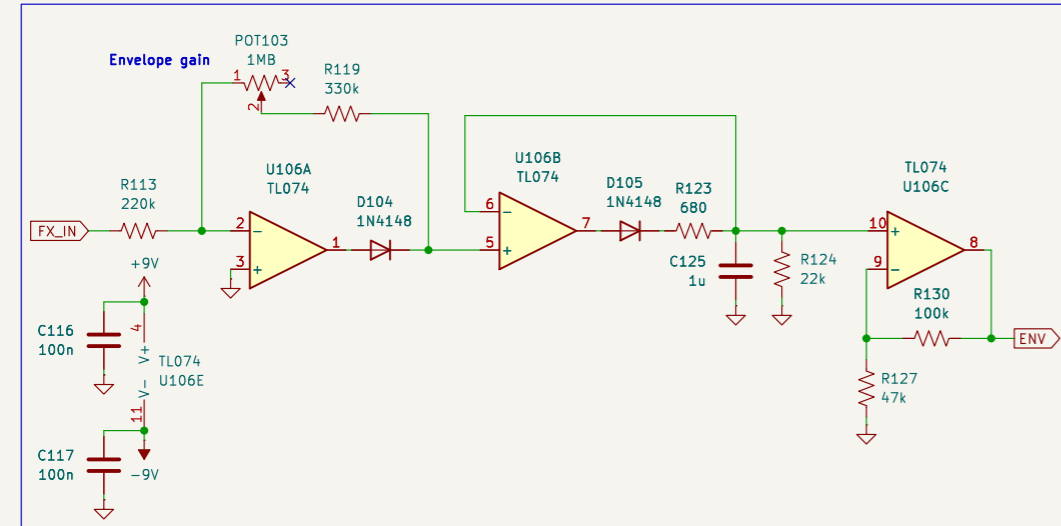 Envelope gain
POT103
1MB
1
3
2
R119
330k
R113
220k
FX_IN
U106A
TL074
2
-
3
+
1
D104
1N4148
U106B
TL074
6
-
5
+
7
D105
1N4148
R123
680
C125
1u
R124
22k
TL074
U106C
10
+
9
-
8
R130
100k
ENV
R127
47k
+9V
C116
100n
4
V+
TL074
U106E
V-
11
C117
100n
-9V